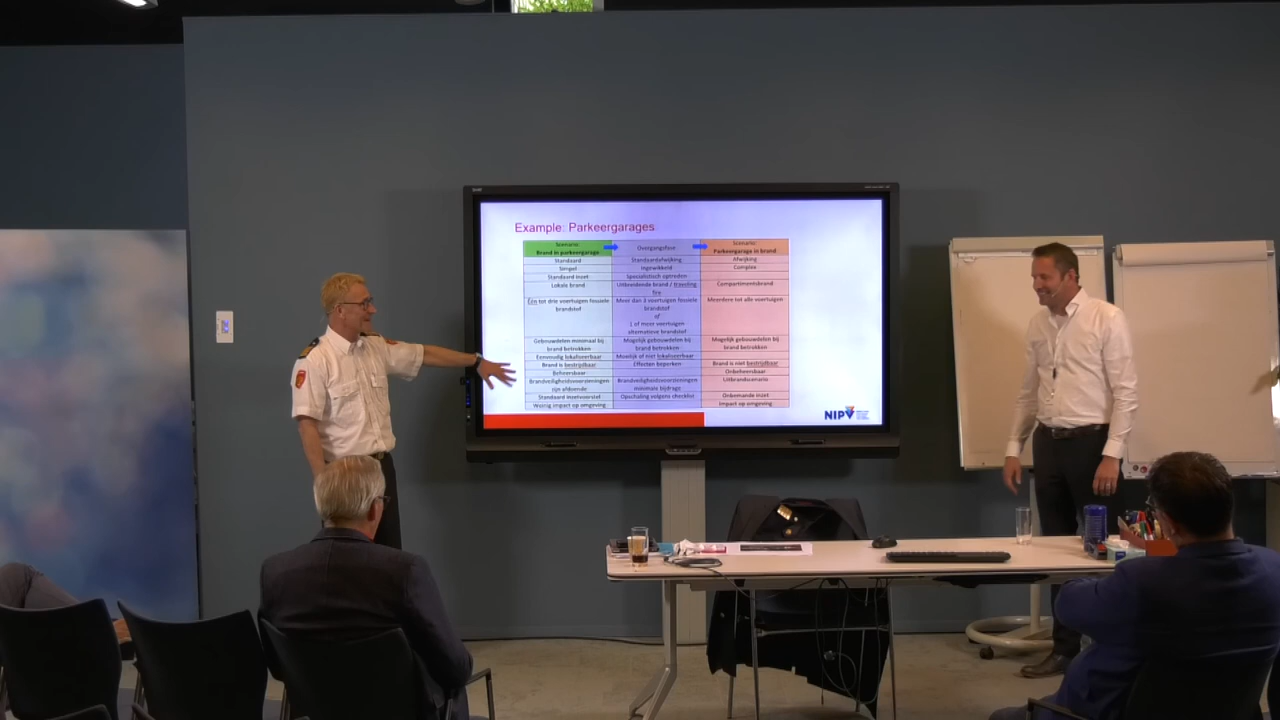 Example: Parkeergarages
Scenario: Brand in parkeergarage
Overgangsfase
Scenario: Parkeergarage in brand
Standaard
Standaardafwijking
Afwijking
Simpel
Ingewikkeld
Complex
Standaard inzet
Specialistisch optreden
Lokale brand
Uitbreidende brand / traveling fire
Compartimentsbrand
Één tot drie voertuigen fossiele brandstof
Meer dan 3 voertuigen fossiele brandstof
of
1 of meer voertuigen alternatieve brandstof
Meerdere tot alle voertuigen
Gebouwdelen minimaal bij brand betrokken
Mogelijk gebouwdelen bij brand betrokken
Mogelijk gebouwdelen bij brand betrokken
Eenvoudig lokaliseerbaar
Moeilijk of niet lokaliseerbaar
Brand is bestrijdbaar
Effecten beperken
Brand is niet bestrijdbaar
Beheersbaar
Onbeheersbaar
Brandveiligheidsvoorzieningen zijn afdoende
Brandveiligheidsvoorzieningen minimale bijdrage
Uitbrandscenario
Standaard inzetvoorstel
Opschaling volgens checklist
Onbemande inzet
Weinig impact op omgeving
Impact op omgeving
NIPV